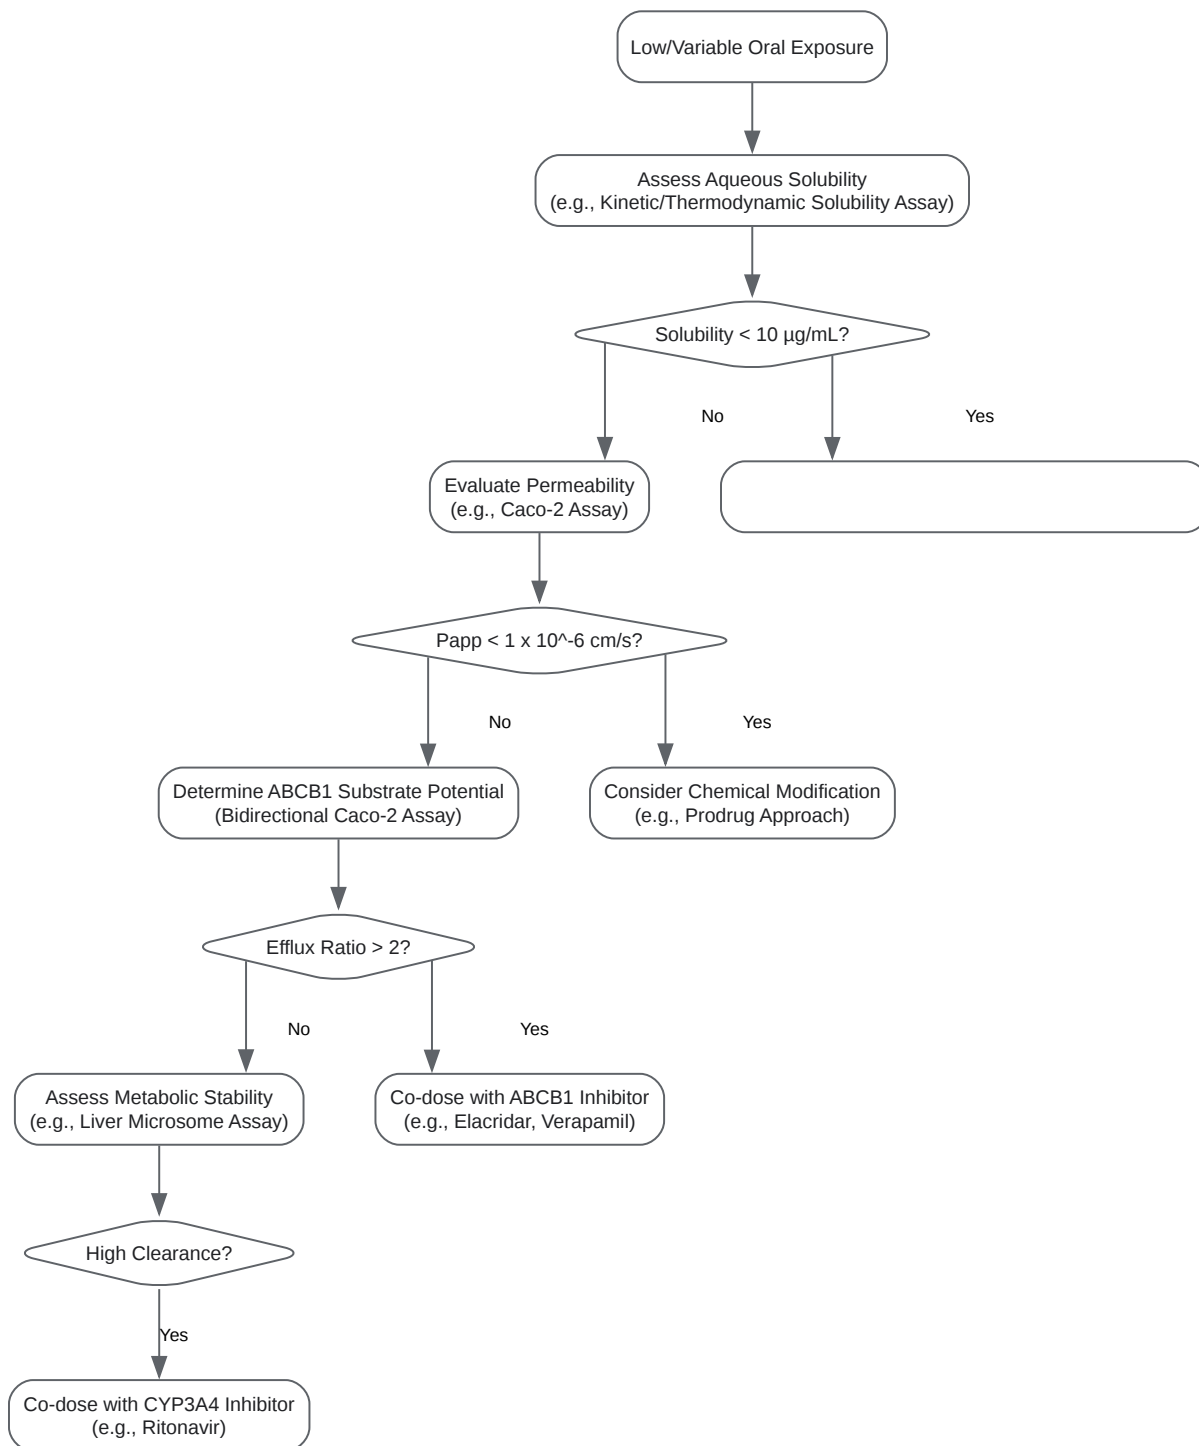 Low/Variable Oral Exposure
Assess Aqueous Solubility
(e.g., Kinetic/Thermodynamic Solubility Assay)
Solubility < 10 µg/mL?
No
Yes
Evaluate Permeability
(e.g., Caco-2 Assay)
Papp < 1 x 10^-6 cm/s?
No
Yes
Determine ABCB1 Substrate Potential
(Bidirectional Caco-2 Assay)
Consider Chemical Modification
(e.g., Prodrug Approach)
Efflux Ratio > 2?
No
Yes
Assess Metabolic Stability
(e.g., Liver Microsome Assay)
Co-dose with ABCB1 Inhibitor
(e.g., Elacridar, Verapamil)
High Clearance?
Yes
Co-dose with CYP3A4 Inhibitor
(e.g., Ritonavir)